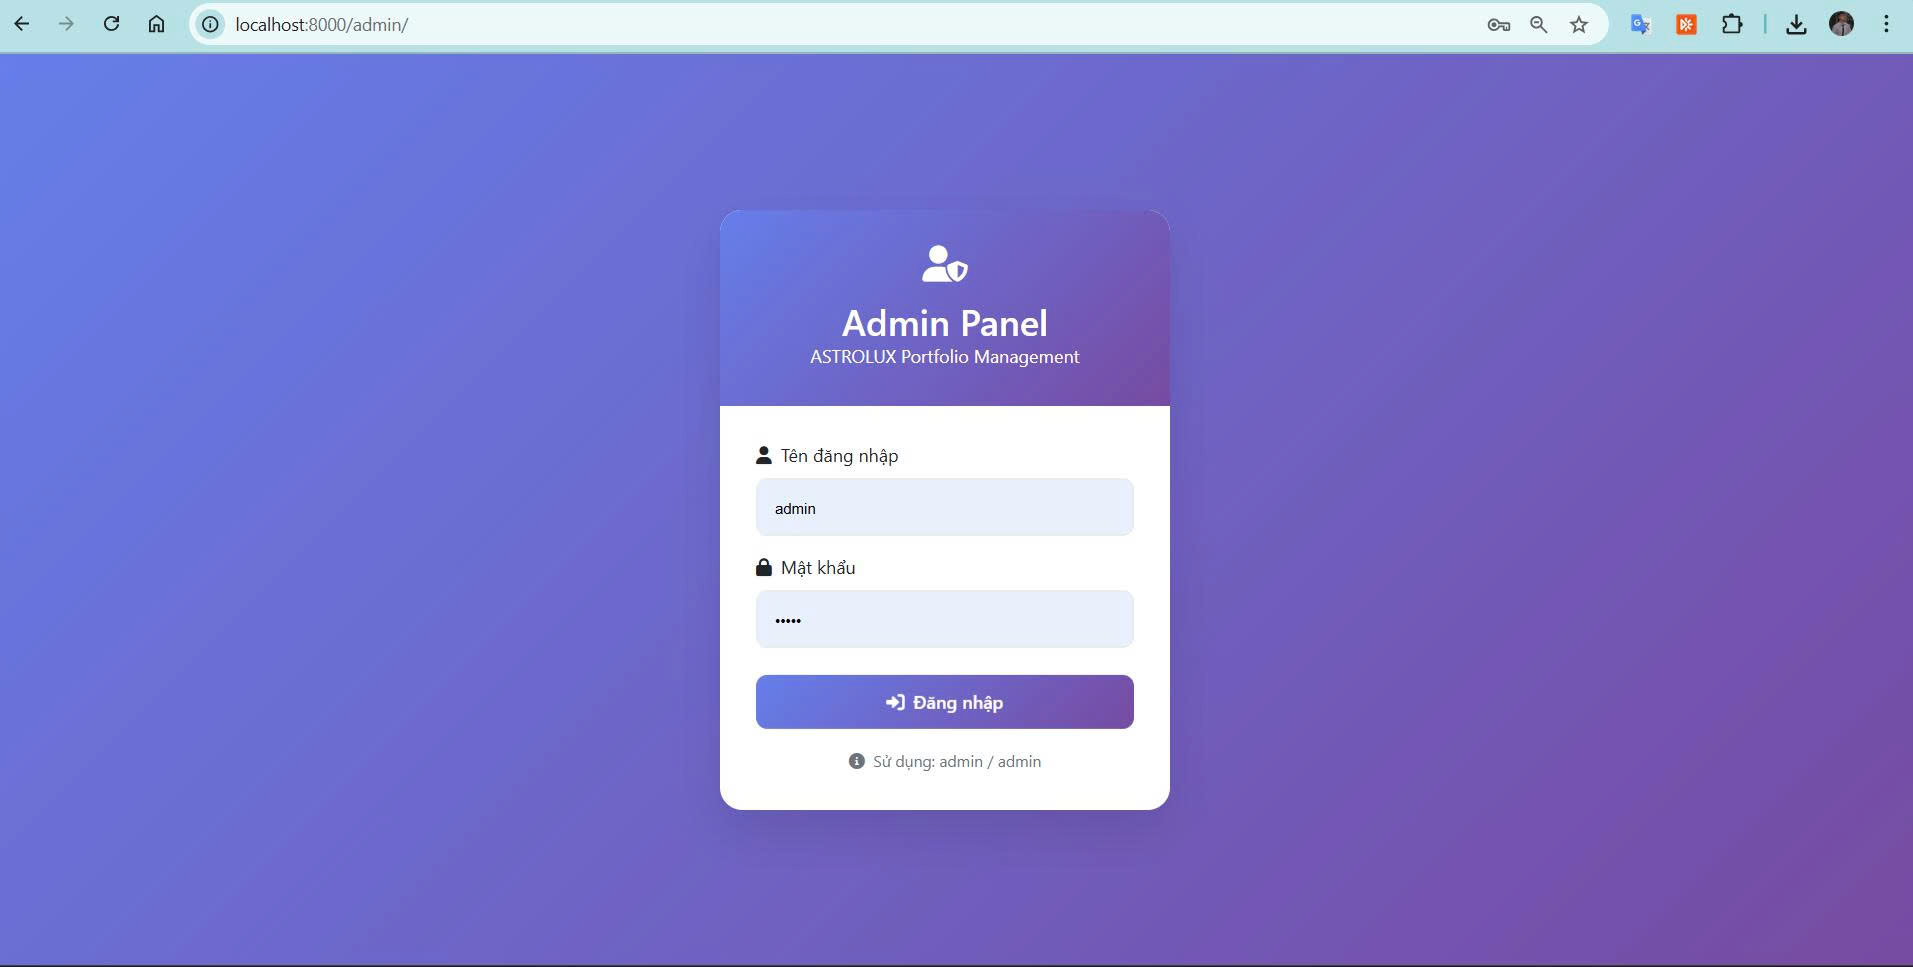 localhost:8000/admin/
Admin Panel
ASTROLUX Portfolio Management
Tên đăng nhập
admin
Mật khẩu
•••••
Đăng nhập
Sử dụng: admin / admin